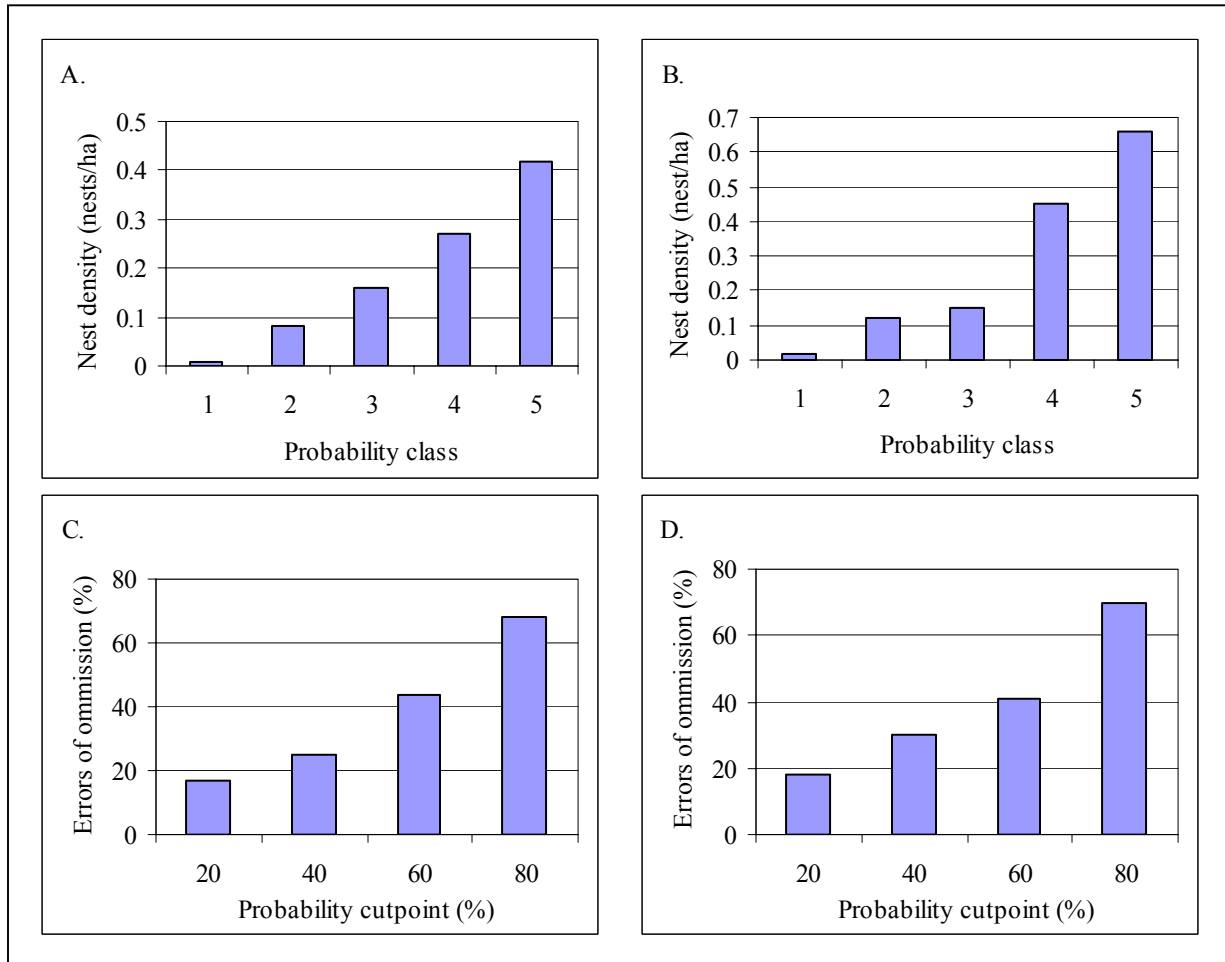 A.
Nest density (nests/ha)
0.5
0.4
0.3
0.2
0.1
0
1 2 3 4 5
Probability class
B.
Nest density (nest/ha)
0.7
0.6
0.5
0.4
0.3
0.2
0.1
0
1 2 3 4 5
Probability class
C.
Errors of ommission (%)
80
60
40
20
0
20 40 60 80
Probability cutpoint (%)
D.
Errors of ommission (%)
80
60
40
20
0
20 40 60 80
Probability cutpoint (%)